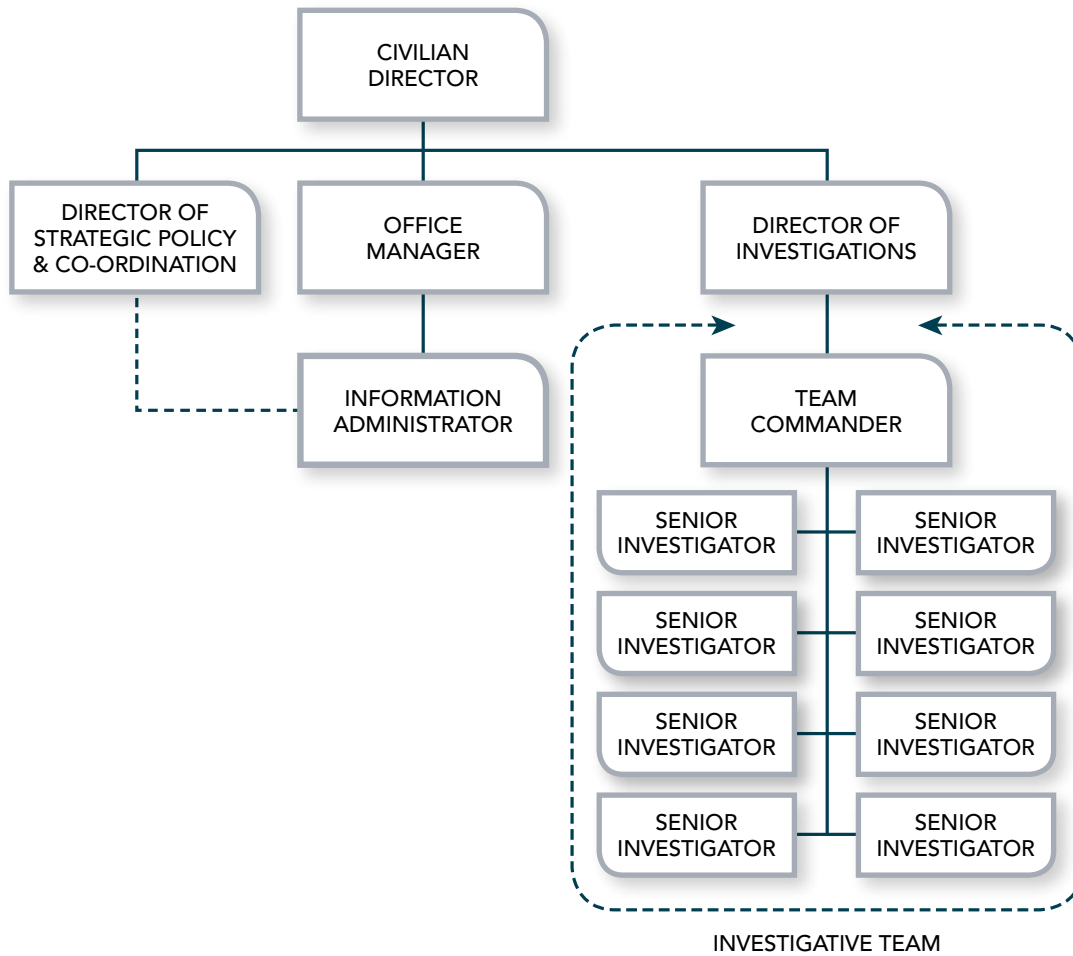 CIVILIAN
DIRECTOR
DIRECTOR OF
STRATEGIC POLICY
& CO-ORDINATION
OFFICE
MANAGER
DIRECTOR OF
INVESTIGATIONS
INFORMATION
ADMINISTRATOR
TEAM
COMMANDER
SENIOR
INVESTIGATOR
SENIOR
INVESTIGATOR
SENIOR
INVESTIGATOR
SENIOR
INVESTIGATOR
SENIOR
INVESTIGATOR
SENIOR
INVESTIGATOR
SENIOR
INVESTIGATOR
SENIOR
INVESTIGATOR
INVESTIGATIVE TEAM